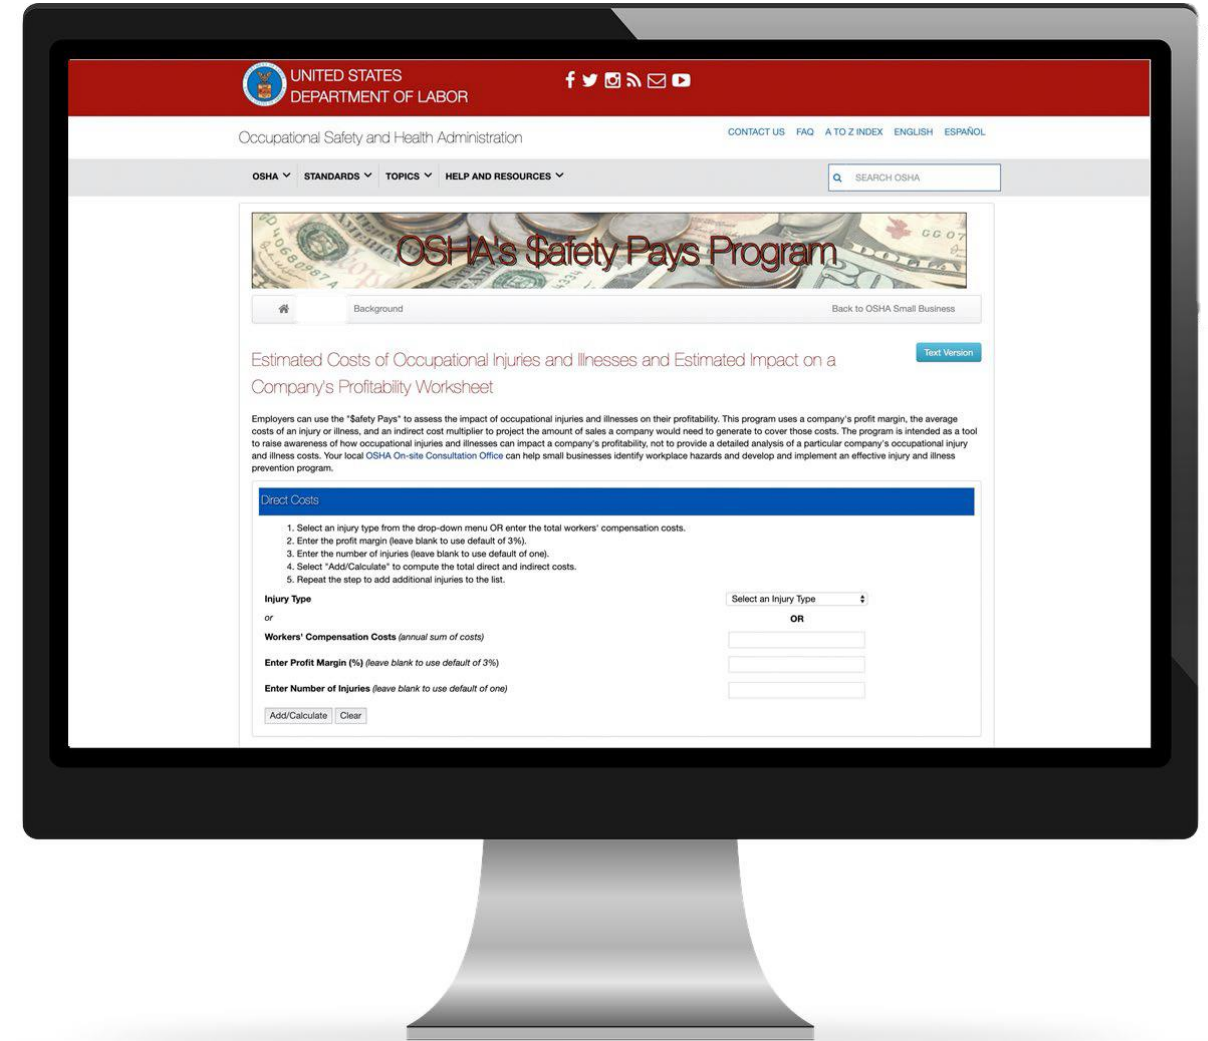 UNITED STATES
DEPARTMENT OF LABOR
Occupational Safety and Health Administration
CONTACT US FAQ A TO Z INDEX ENGLISH ESPAÑOL
OSHA STANDARDS TOPICS HELP AND RESOURCES SEARCH OSHA
OSHA's $afety Pays Program
Background Back to OSHA Small Business
Text Version
Estimated Costs of Occupational Injuries and Illnesses and Estimated Impact on a
Company's Profitability Worksheet
Employers can use the "$afety Pays" to assess the impact of occupational injuries and illnesses on their profitability. This program uses a company's profit margin, the average
costs of an injury or illness, and an indirect cost multiplier to project the amount of sales a company would need to generate to cover those costs. The program is intended as a tool
to raise awareness of how occupational injuries and illnesses can impact a company's profitability, not to provide a detailed analysis of a particular company's occupational injury
and illness costs. Your local OSHA On-site Consultation Office can help small businesses identify workplace hazards and develop and implement an effective injury and illness
prevention program.
Direct Costs
1. Select an injury type from the drop-down menu OR enter the total workers' compensation costs.
2. Enter the profit margin (leave blank to use default of 3%).
3. Enter the number of injuries (leave blank to use default of one).
4. Select "Add/Calculate" to compute the total direct and indirect costs.
5. Repeat the step to add additional injuries to the list.
Injury Type Select an Injury Type
or OR
Workers' Compensation Costs (annual sum of costs)
Enter Profit Margin (%) (leave blank to use default of 3%)
Enter Number of Injuries (leave blank to use default of one)
Add/Calculate Clear